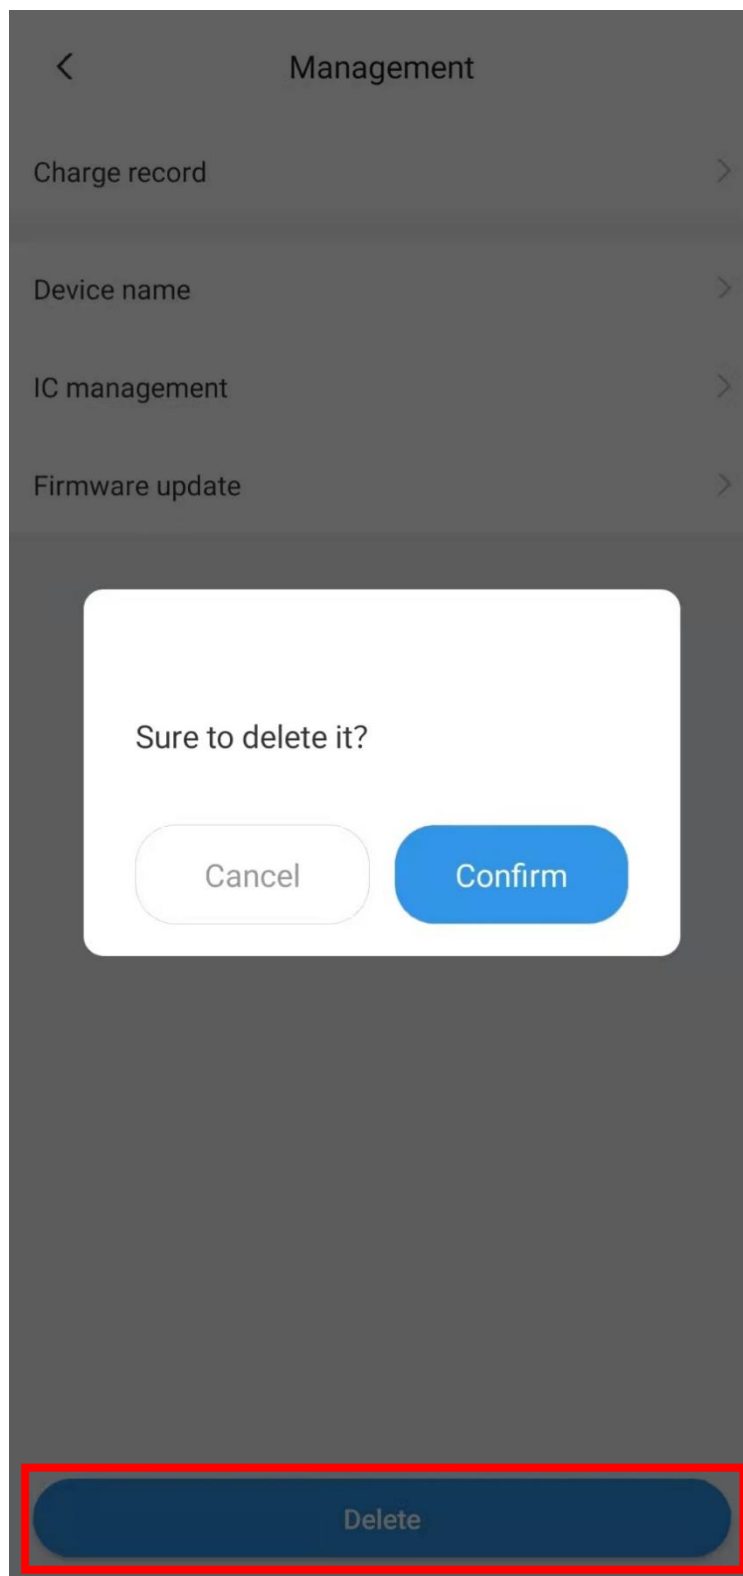 Management
Charge record
Device name
IC management
Firmware update
Sure to delete it?
Cancel
Confirm
Delete